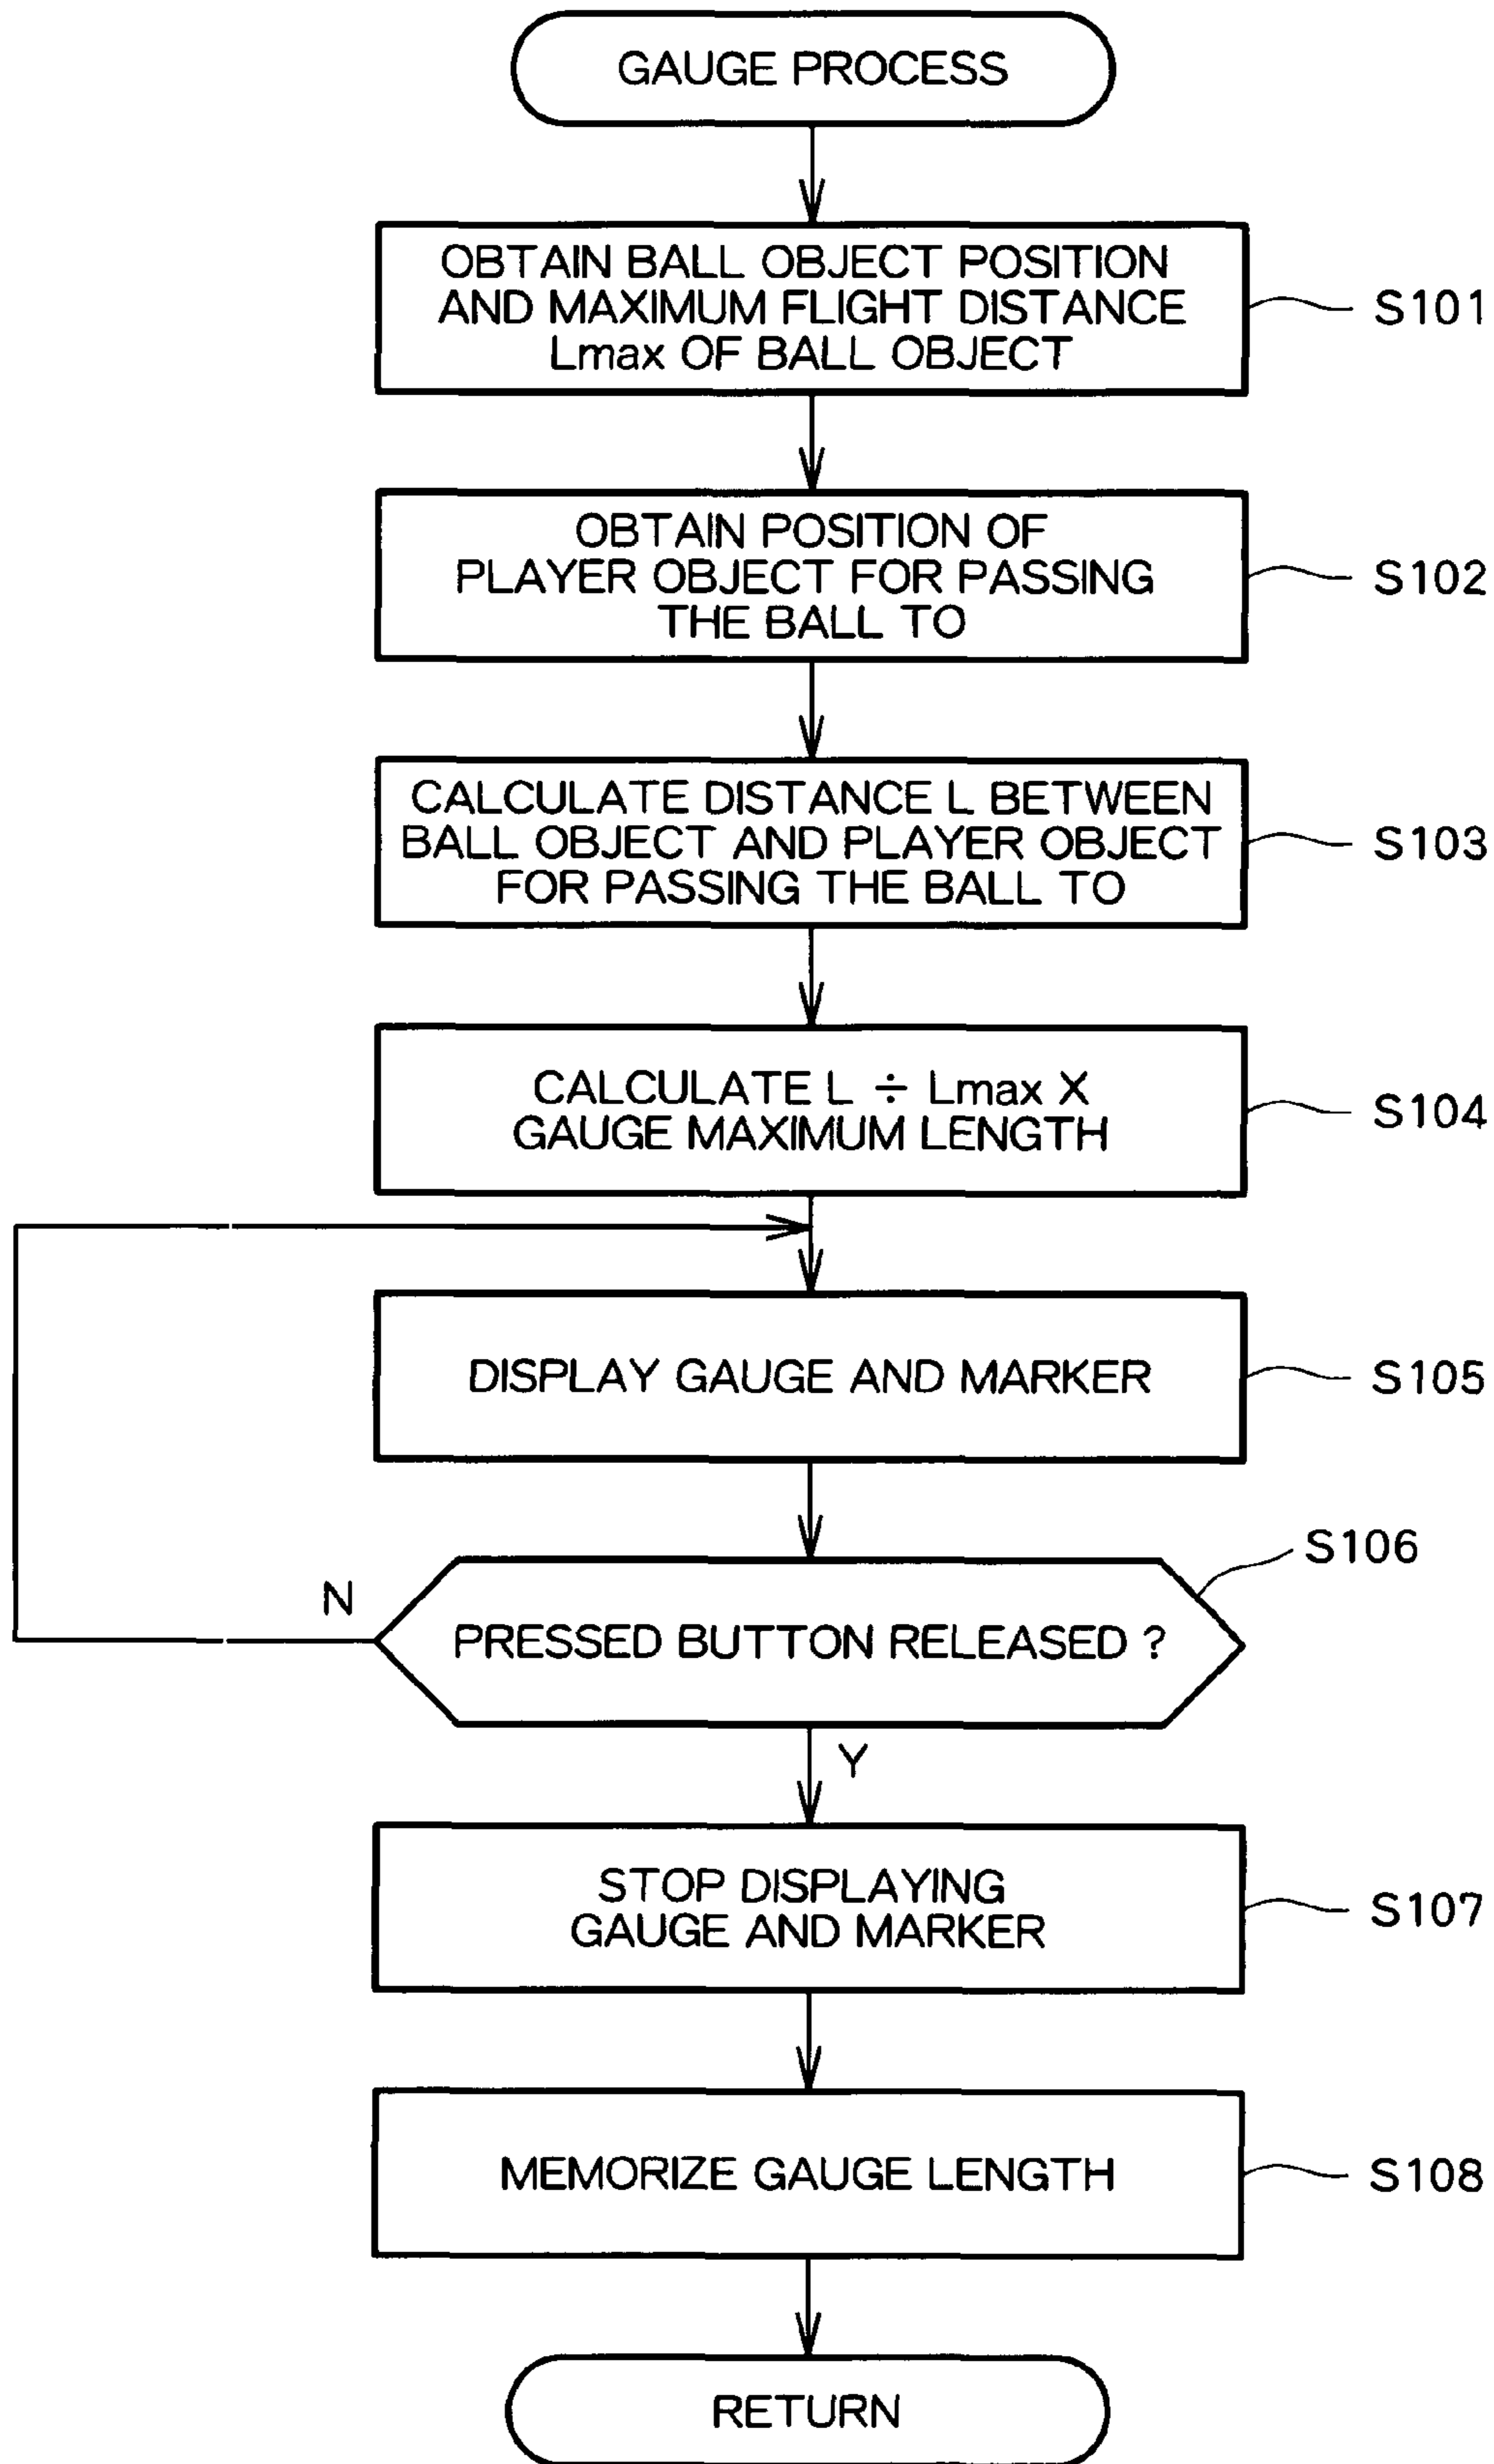 GAUGE PROCESS
OBTAIN BALL OBJECT POSITION
AND MAXIMUM FLIGHT DISTANCE
Lmax OF BALL OBJECT
S101
OBTAIN POSITION OF
PLAYER OBJECT FOR PASSING
THE BALL TO
S102
CALCULATE DISTANCE L BETWEEN
BALL OBJECT AND PLAYER OBJECT
FOR PASSING THE BALL TO
S103
CALCULATE L ÷ Lmax X
GAUGE MAXIMUM LENGTH
S104
DISPLAY GAUGE AND MARKER
S105
S106
N
PRESSED BUTTON RELEASED ?
Y
STOP DISPLAYING
GAUGE AND MARKER
S107
MEMORIZE GAUGE LENGTH
S108
RETURN